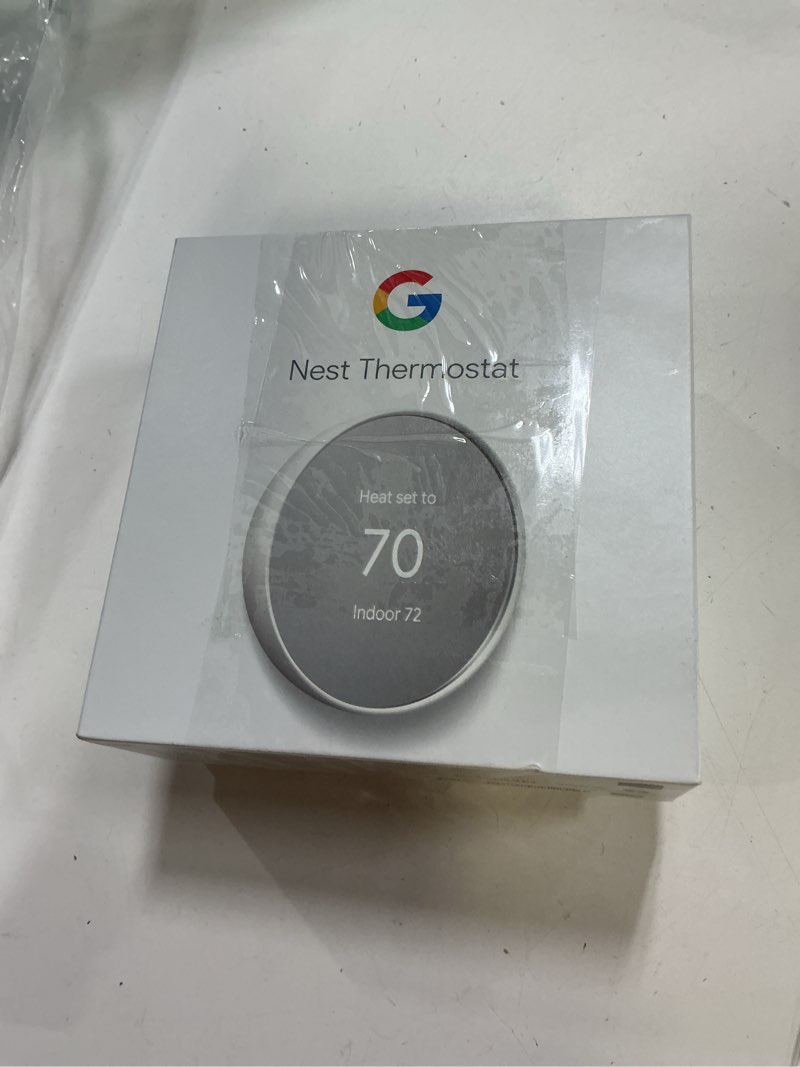 G
Nest Thermostat
Heat set to
70
Indoor 72